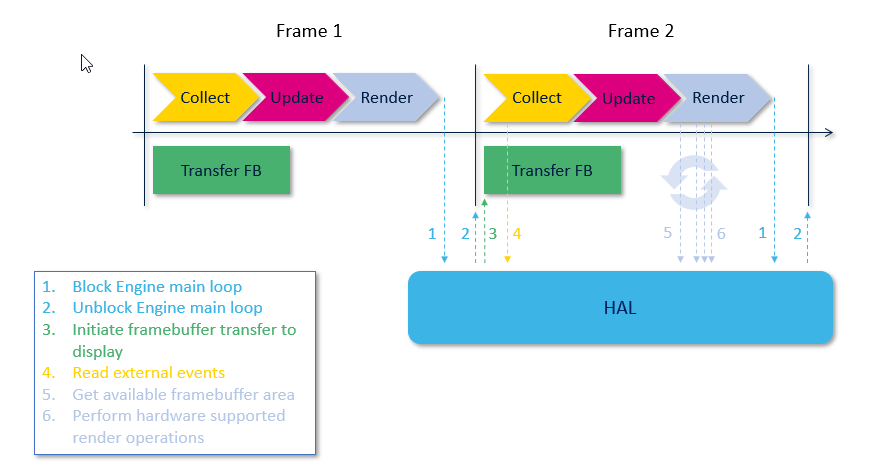 Frame 1
Frame 2
Collect
Update
Render
Collect
Update
Render
Transfer FB
Transfer FB
1
2
3
4
5
6
1
2
HAL
1. Block Engine main loop
2. Unblock Engine main loop
3. Initiate framebuffer transfer to
display
4. Read external events
5. Get available framebuffer area
6. Perform hardware supported
render operations